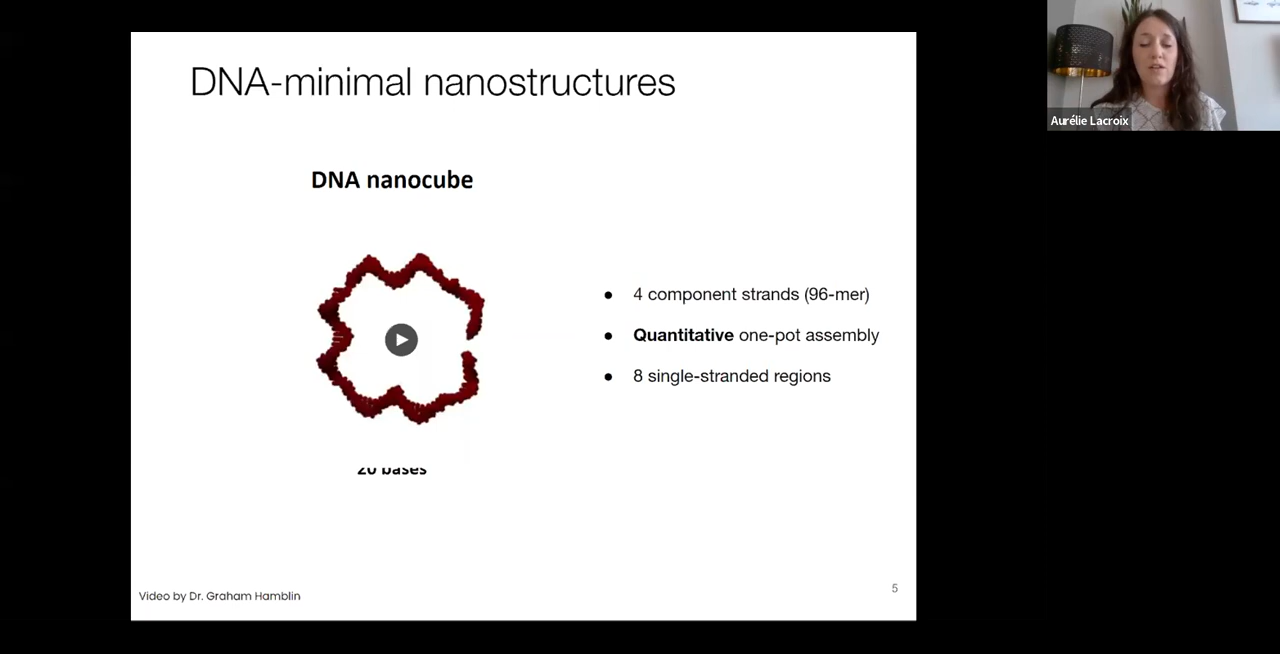 DNA-minimal nanostructures
Aurélie Lacroix
DNA nanocube
● 4 component strands (96-mer)
● Quantitative one-pot assembly
● 8 single-stranded regions
20 bases
5
Video by Dr. Graham Hamblin